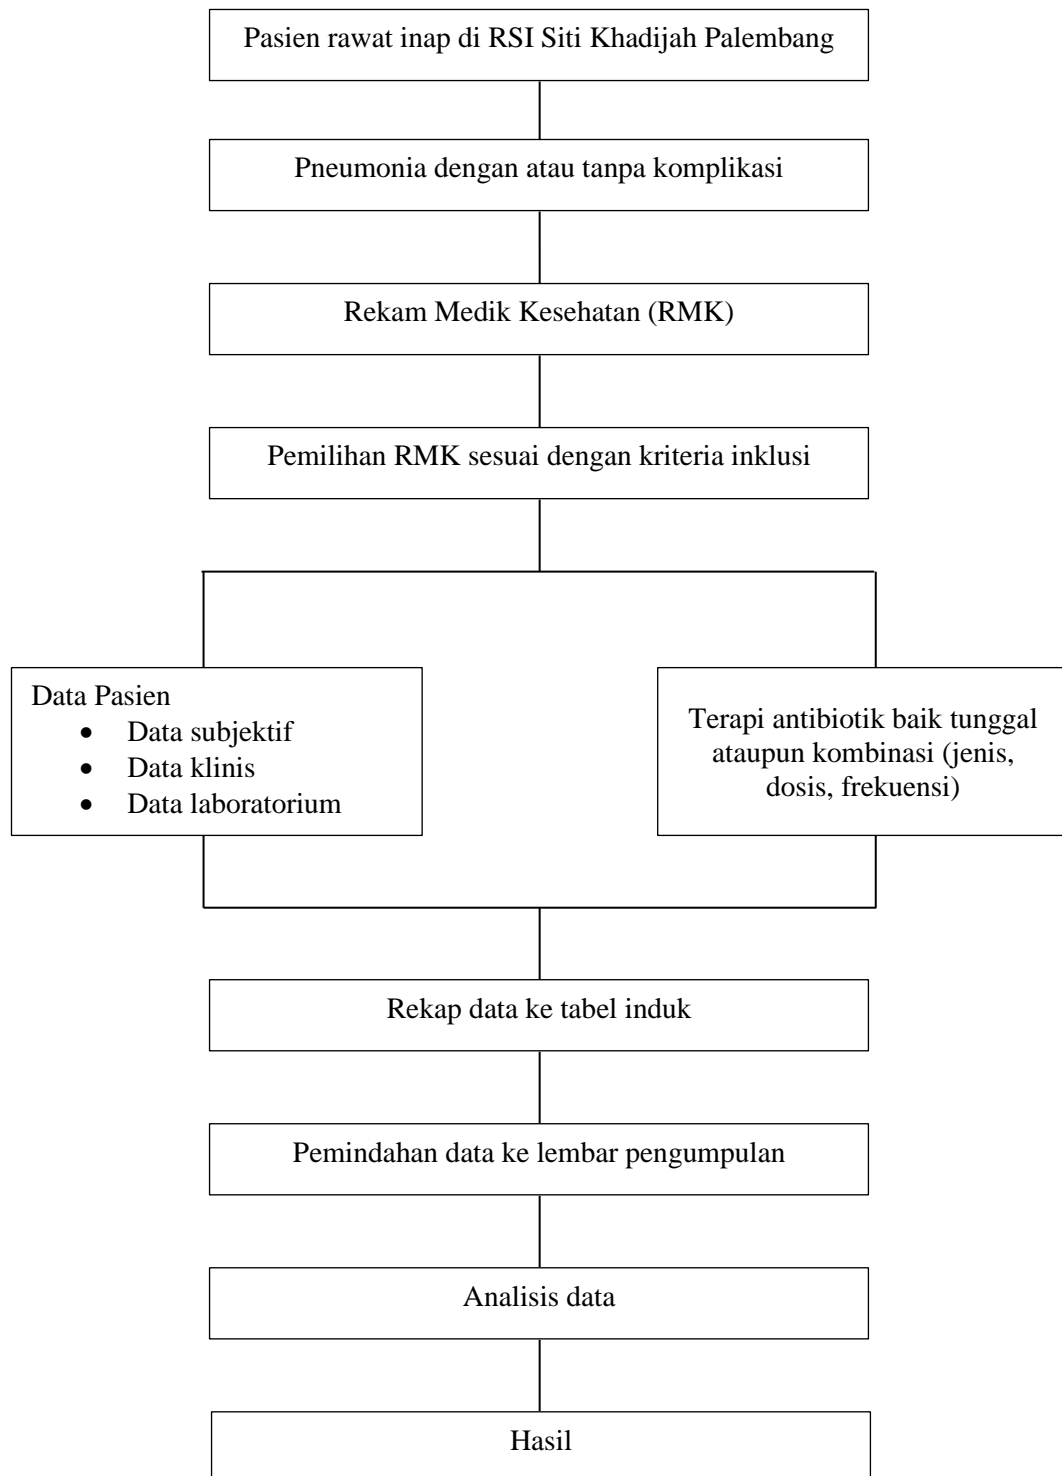 Pasien rawat inap di RSI Siti Khadijah Palembang
Pneumonia dengan atau tanpa komplikasi
Rekam Medik Kesehatan (RMK)
Pemilihan RMK sesuai dengan kriteria inklusi
Data Pasien
• Data subjektif
• Data klinis
• Data laboratorium
Terapi antibiotik baik tunggal
ataupun kombinasi (jenis,
dosis, frekuensi)
Rekap data ke tabel induk
Pemindahan data ke lembar pengumpulan
Analisis data
Hasil